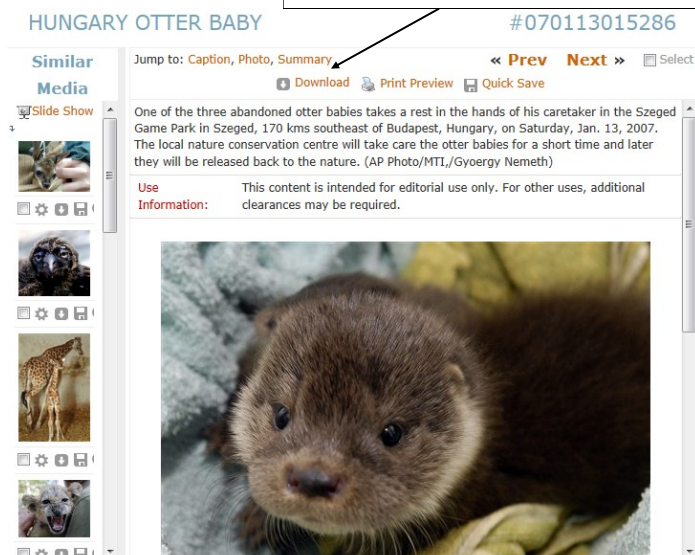 HUNGARY OTTER BABY
#070113015286
Similar
Media
Slide Show
Jump to: Caption, Photo, Summary
« Prev Next » Select
Download Print Preview Quick Save
One of the three abandoned otter babies takes a rest in the hands of his caretaker in the Szeged
Game Park in Szeged, 170 kms southeast of Budapest, Hungary, on Saturday, Jan. 13, 2007.
The local nature conservation centre will take care the otter babies for a short time and later
they will be released back to the nature. (AP Photo/MTI,/Gyoergy Nemeth)
Use
Information:
This content is intended for editorial use only. For other uses, additional
clearances may be required.